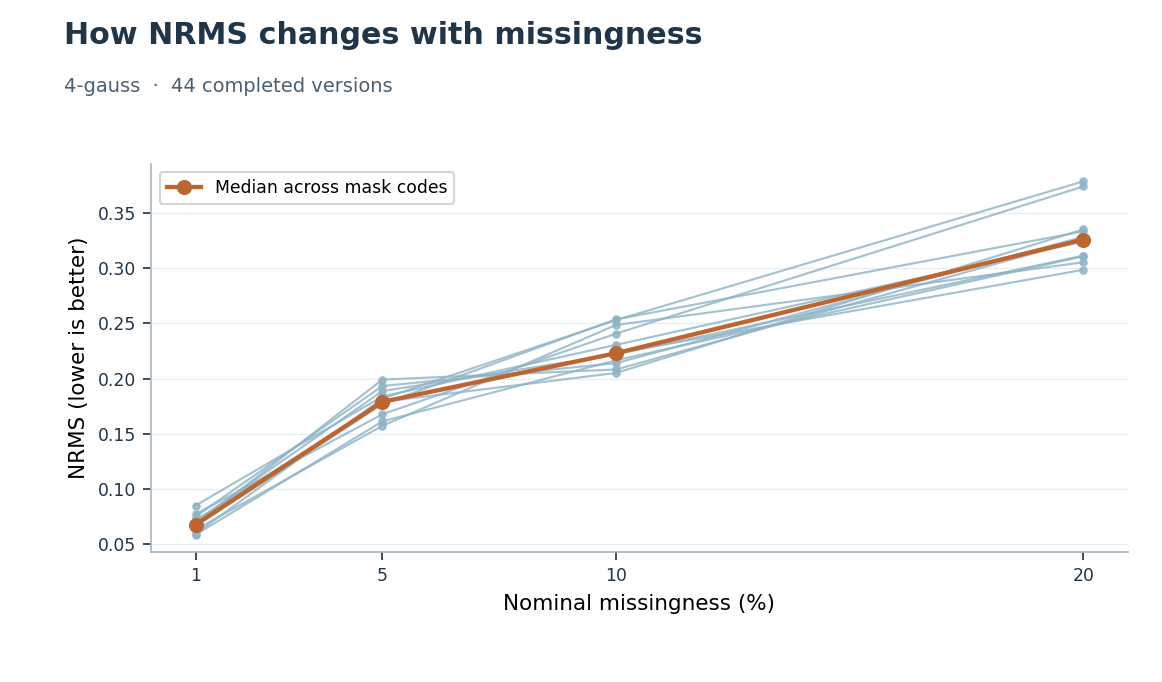 How NRMS changes with missingness
4-gauss · 44 completed versions
Median across mask codes
NRMS (lower is better)
0.35
0.30
0.25
0.20
0.15
0.10
0.05
1 5 10 20
Nominal missingness (%)